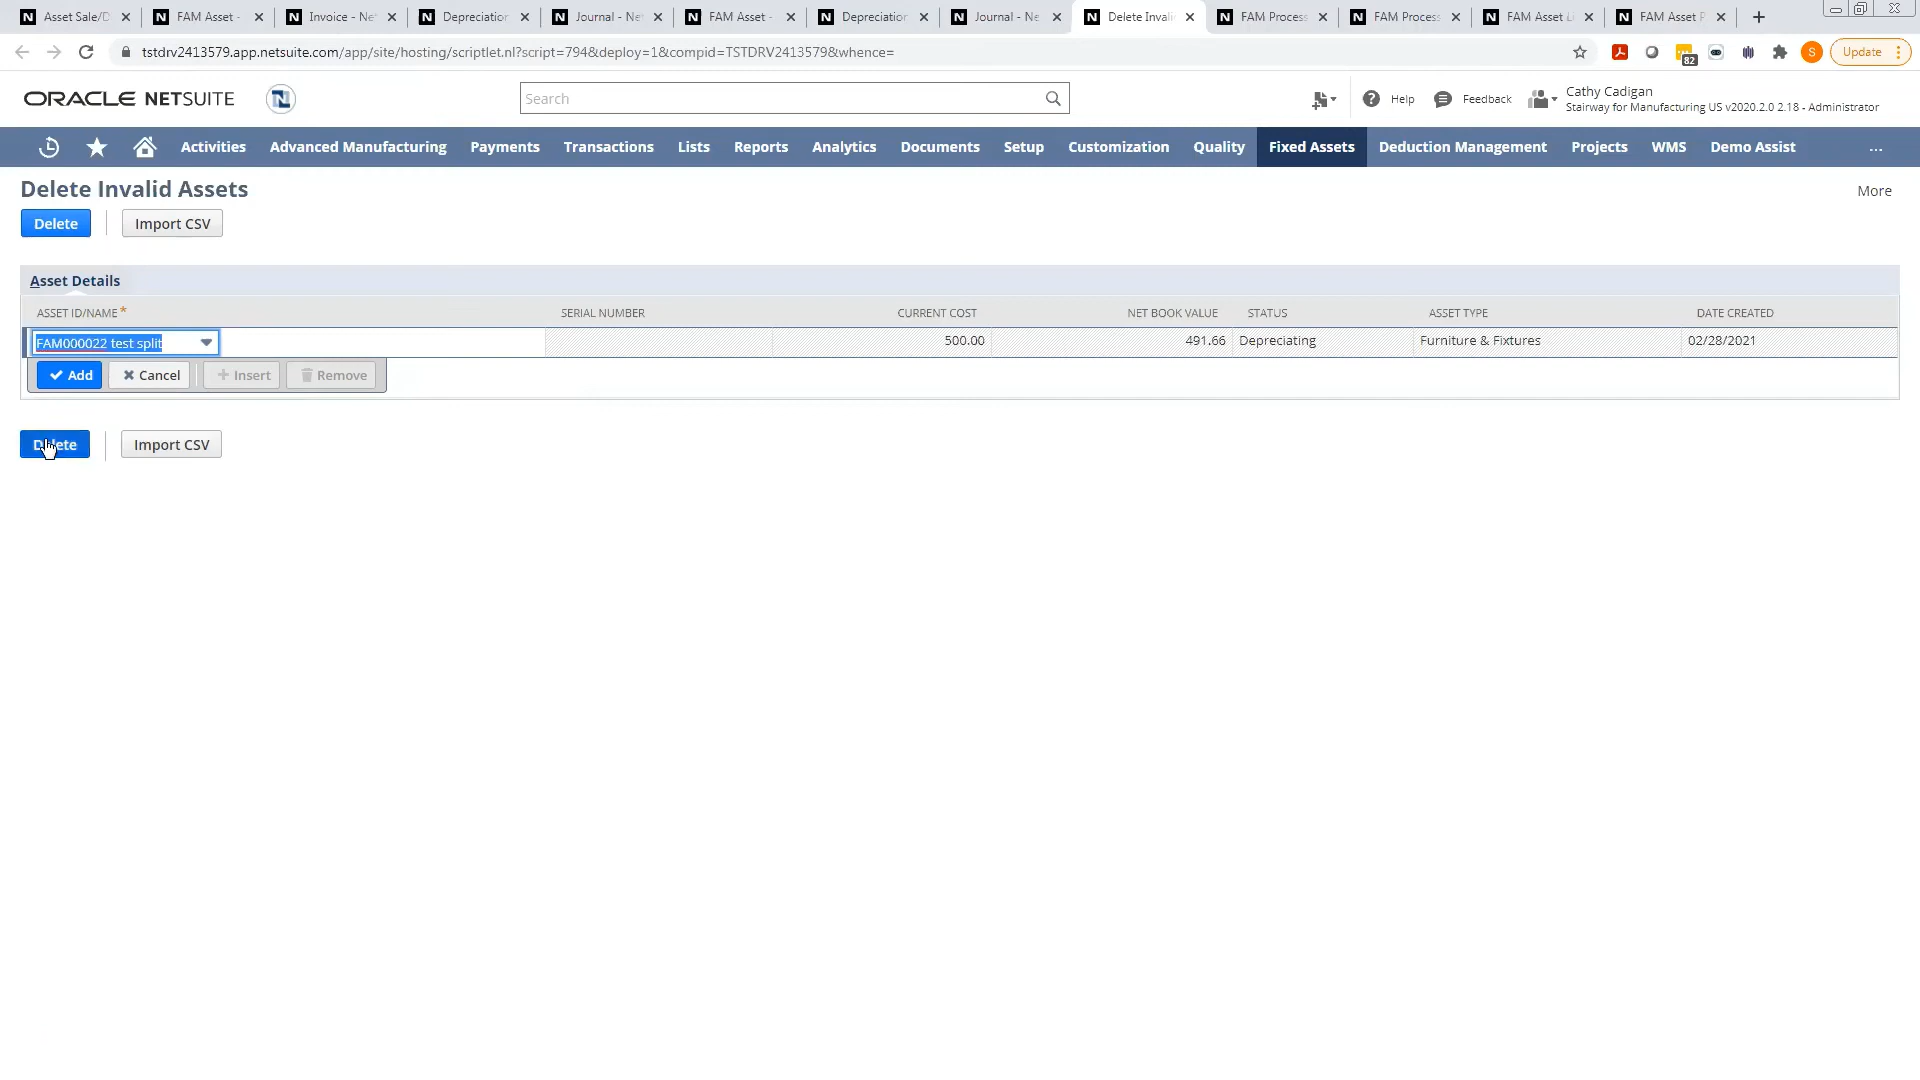 Asset Sale/D
FAM Asset -
Invoice - Net
Depreciation
Journal - Net
FAM Asset -
Depreciation
Journal - Ne
Delete Invali
FAM Process
FAM Process
FAM Asset Li
FAM Asset P
tstdrv2413579.app.netsuite.com/app/site/hosting/scriptlet.nl?script=794&deploy=1&compid=TSTDRV2413579&whence=
82
S
Update
ORACLE NETSUITE
N
Search
Help
Feedback
Cathy Cadigan
Stairway for Manufacturing US v2020.2.0 2.18 - Administrator
Activities
Advanced Manufacturing
Payments
Transactions
Lists
Reports
Analytics
Documents
Setup
Customization
Quality
Fixed Assets
Deduction Management
Projects
WMS
Demo Assist
...
Delete Invalid Assets
More
Delete
Import CSV
Asset Details
ASSET ID/NAME *
SERIAL NUMBER
CURRENT COST
NET BOOK VALUE
STATUS
ASSET TYPE
DATE CREATED
FAM000022 test split
500.00
491.66
Depreciating
Furniture & Fixtures
02/28/2021
Add
Cancel
Insert
Remove
Delete
Import CSV